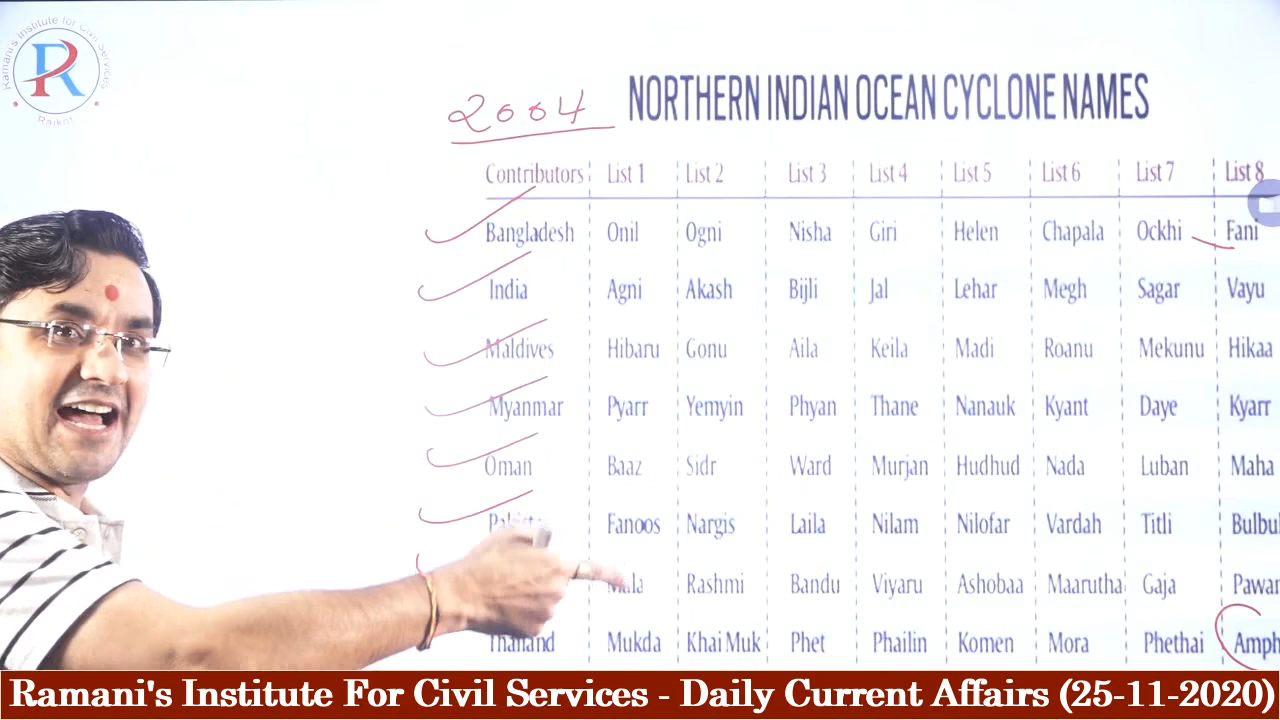 Ramani's Institute for Civil Services
R
Rajkot
NORTHERN INDIAN OCEAN CYCLONE NAMES
2004
Contributors List 1 List 2 List 3 List 4 List 5 List 6 List 7 List 8
Bangladesh Onil Ogni Nisha Giri Helen Chapala Ockhi Fani
India Agni Akash Bijli Jal Lehar Megh Sagar Vayu
Maldives Hibaru Gonu Aila Keila Madi Roanu Mekunu Hikaa
Myanmar Pyarr Yemyin Phyan Thane Nanauk Kyant Daye Kyarr
Oman Baaz Sidr Ward Murjan Hudhud Nada Luban Maha
Fanoos Nargis Laila Nilam Nilofar Vardah Titli Bulbul
Rashmi Bandu Viyaru Ashobaa Maarutha Gaja Pawan
Thailand Mukda Khai Muk Phet Phailin Komen Mora Phethai Amph
Ramani's Institute For Civil Services - Daily Current Affairs (25-11-2020)